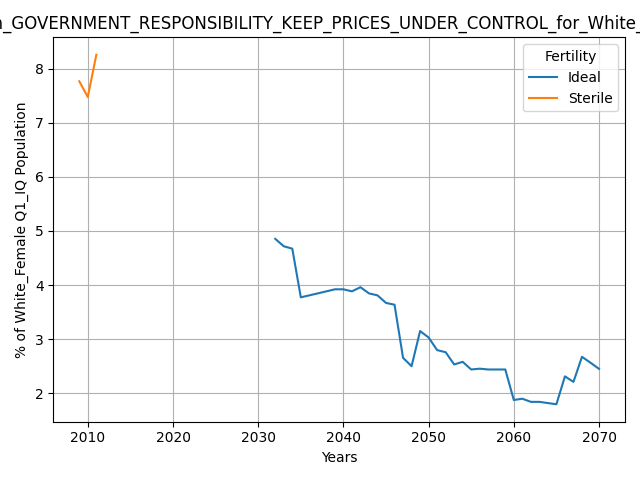 GOVERNMENT_RESPONSIBILITY_KEEP_PRICES_UNDER_CONTROL_for_White_
Fertility
Ideal
Sterile
% of White_Female Q1_IQ Population
8
7
6
5
4
3
2
2010 2020 2030 2040 2050 2060 2070
Years